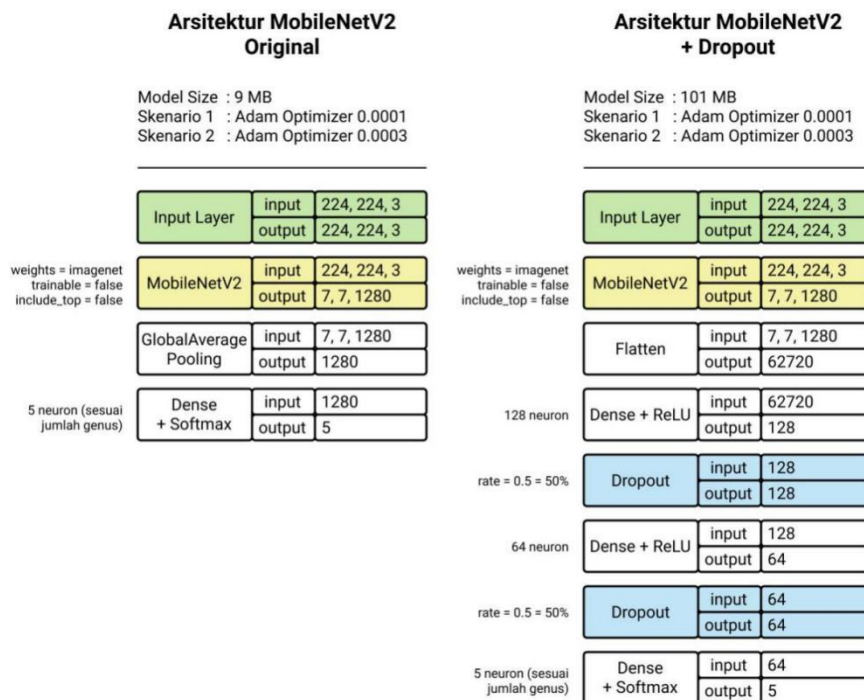 Arsitektur MobileNetV2
Original
Model Size : 9 MB
Skenario 1 : Adam Optimizer 0.0001
Skenario 2 : Adam Optimizer 0.0003
Input Layer
input 224, 224, 3
output 224, 224, 3
weights = imagenet
trainable = false
include_top = false
MobileNetV2
input 224, 224, 3
output 7, 7, 1280
GlobalAverage
Pooling
input 7, 7, 1280
output 1280
5 neuron (sesuai
jumlah genus)
Dense
+ Softmax
input 1280
output 5
Arsitektur MobileNetV2
+ Dropout
Model Size : 101 MB
Skenario 1 : Adam Optimizer 0.0001
Skenario 2 : Adam Optimizer 0.0003
Input Layer
input 224, 224, 3
output 224, 224, 3
weights = imagenet
trainable = false
include_top = false
MobileNetV2
input 224, 224, 3
output 7, 7, 1280
Flatten
input 7, 7, 1280
output 62720
128 neuron
Dense + ReLU
input 62720
output 128
rate = 0.5 = 50%
Dropout
input 128
output 128
64 neuron
Dense + ReLU
input 128
output 64
rate = 0.5 = 50%
Dropout
input 64
output 64
5 neuron (sesuai
jumlah genus)
Dense
+ Softmax
input 64
output 5